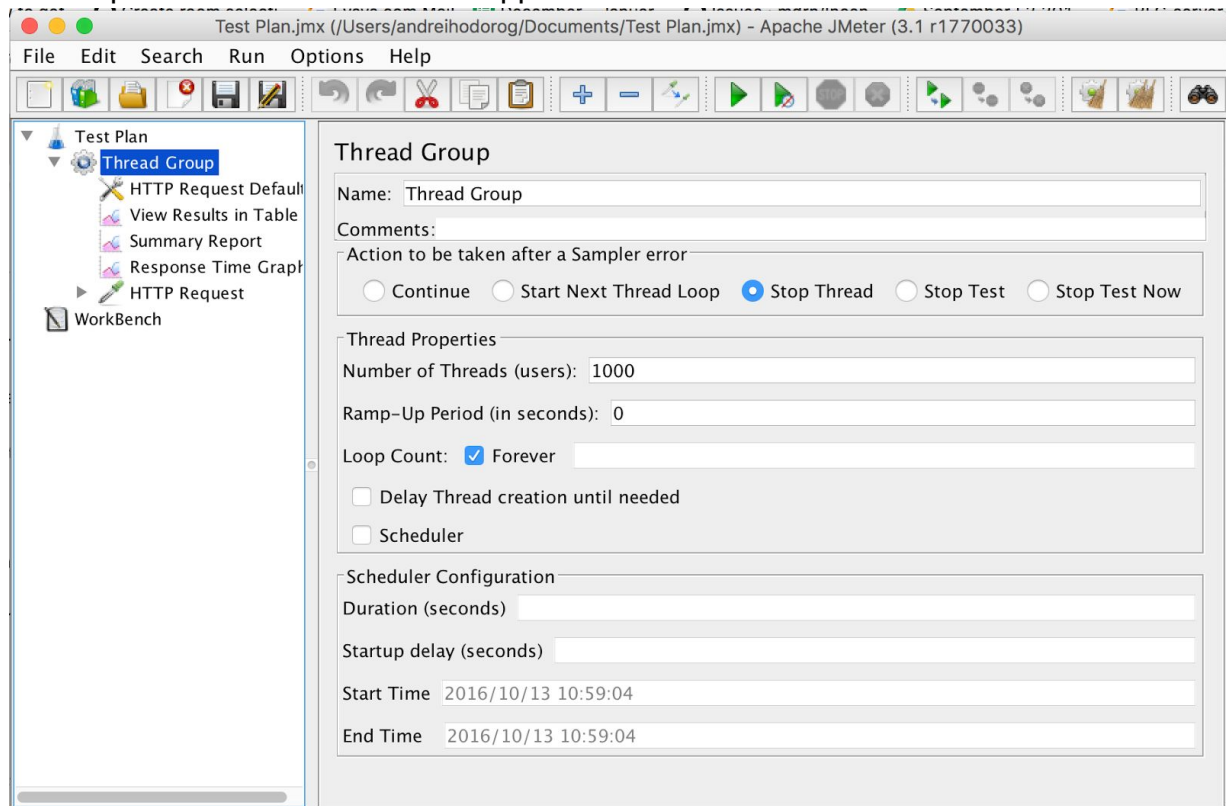 Test Plan.jmx (/Users/andreihodorog/Documents/Test Plan.jmx) - Apache JMeter (3.1 r1770033)
File Edit Search Run Options Help
STOP
Test Plan
Thread Group
HTTP Request Default
View Results in Table
Summary Report
Response Time Graph
HTTP Request
WorkBench
Thread Group
Name: Thread Group
Comments:
Action to be taken after a Sampler error
Continue Start Next Thread Loop Stop Thread Stop Test Stop Test Now
Thread Properties
Number of Threads (users): 1000
Ramp-Up Period (in seconds): 0
Loop Count: Forever
Delay Thread creation until needed
Scheduler
Scheduler Configuration
Duration (seconds)
Startup delay (seconds)
Start Time 2016/10/13 10:59:04
End Time 2016/10/13 10:59:04